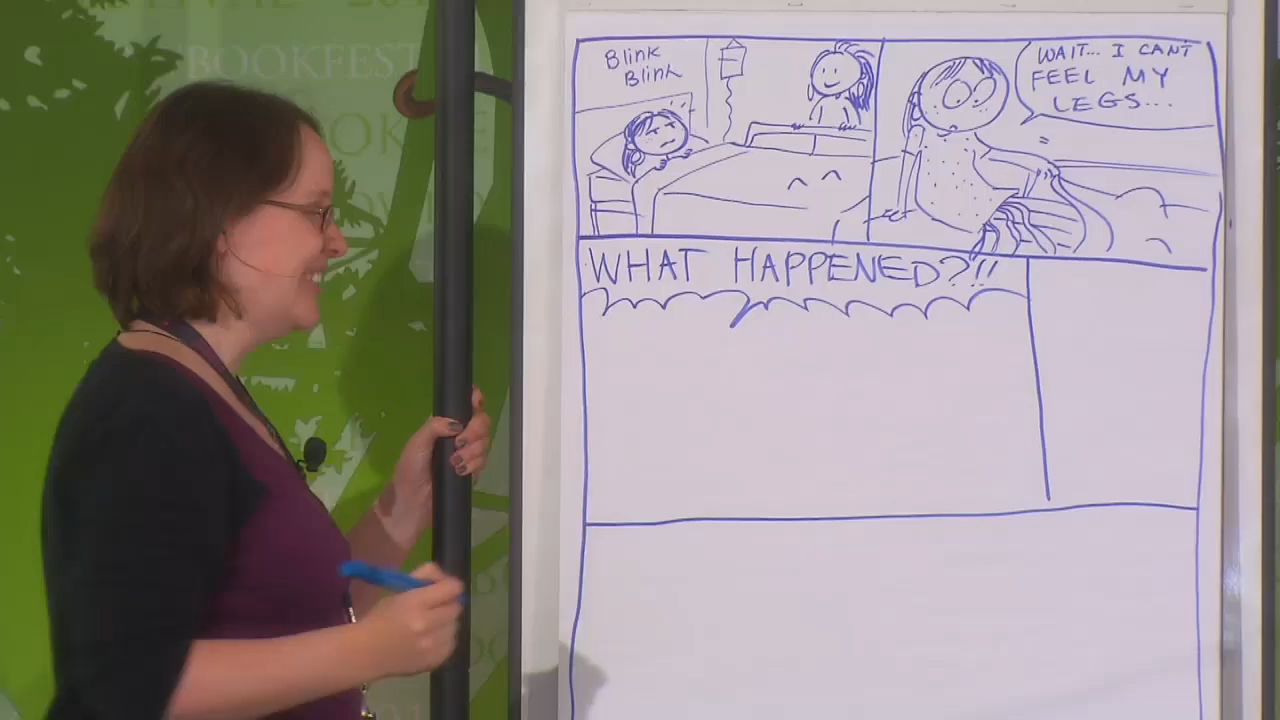 BOOKFEST
Blink
Blink
WAIT... I CAN'T
FEEL MY
LEGS...
WHAT HAPPENED?!!